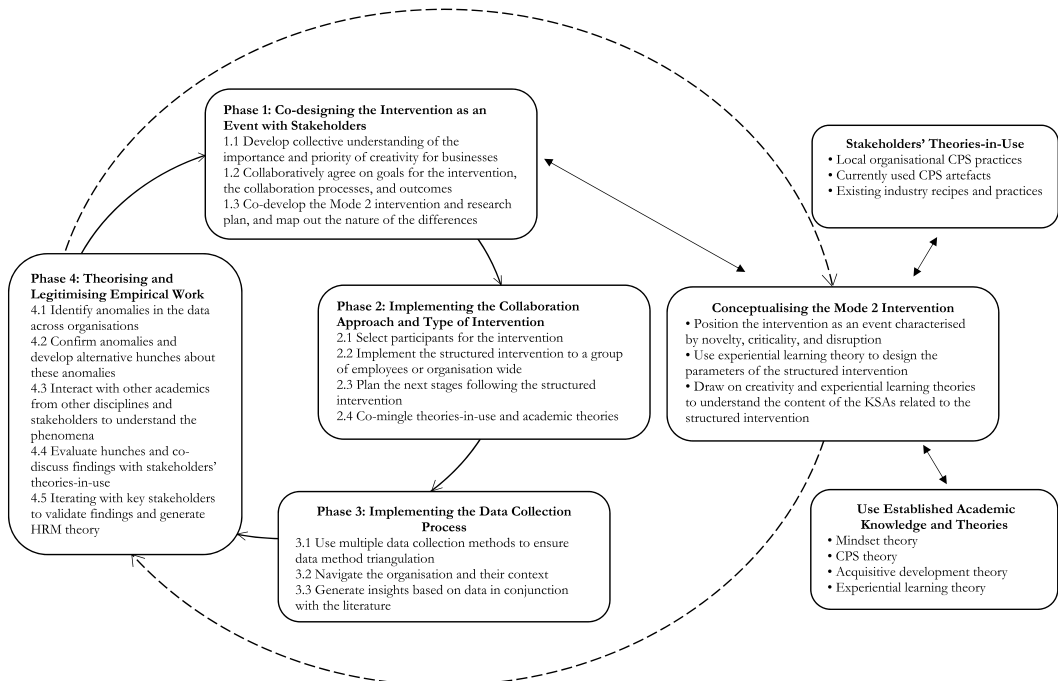 Phase 1: Co-designing the Intervention as an
Event with Stakeholders
1.1 Develop collective understanding of the
importance and priority of creativity for businesses
1.2 Collaboratively agree on goals for the intervention,
the collaboration processes, and outcomes
1.3 Co-develop the Mode 2 intervention and research
plan, and map out the nature of the differences
Stakeholders' Theories-in-Use
• Local organisational CPS practices
• Currently used CPS artefacts
• Existing industry recipes and practices
Phase 4: Theorising and
Legitimising Empirical Work
4.1 Identify anomalies in the data
across organisations
4.2 Confirm anomalies and
develop alternative hunches about
these anomalies
4.3 Interact with other academics
from other disciplines and
stakeholders to understand the
phenomena
4.4 Evaluate hunches and co-
discuss findings with stakeholders'
theories-in-use
4.5 Iterating with key stakeholders
to validate findings and generate
HRM theory
Phase 2: Implementing the Collaboration
Approach and Type of Intervention
2.1 Select participants for the intervention
2.2 Implement the structured intervention to a group
of employees or organisation wide
2.3 Plan the next stages following the structured
intervention
2.4 Co-mingle theories-in-use and academic theories
Conceptualising the Mode 2 Intervention
• Position the intervention as an event characterised
by novelty, criticality, and disruption
• Use experiential learning theory to design the
parameters of the structured intervention
• Draw on creativity and experiential learning theories
to understand the content of the KSAs related to the
structured intervention
Phase 3: Implementing the Data Collection
Process
3.1 Use multiple data collection methods to ensure
data method triangulation
3.2 Navigate the organisation and their context
3.3 Generate insights based on data in conjunction
with the literature
Use Established Academic
Knowledge and Theories
• Mindset theory
• CPS theory
• Acquisitive development theory
• Experiential learning theory